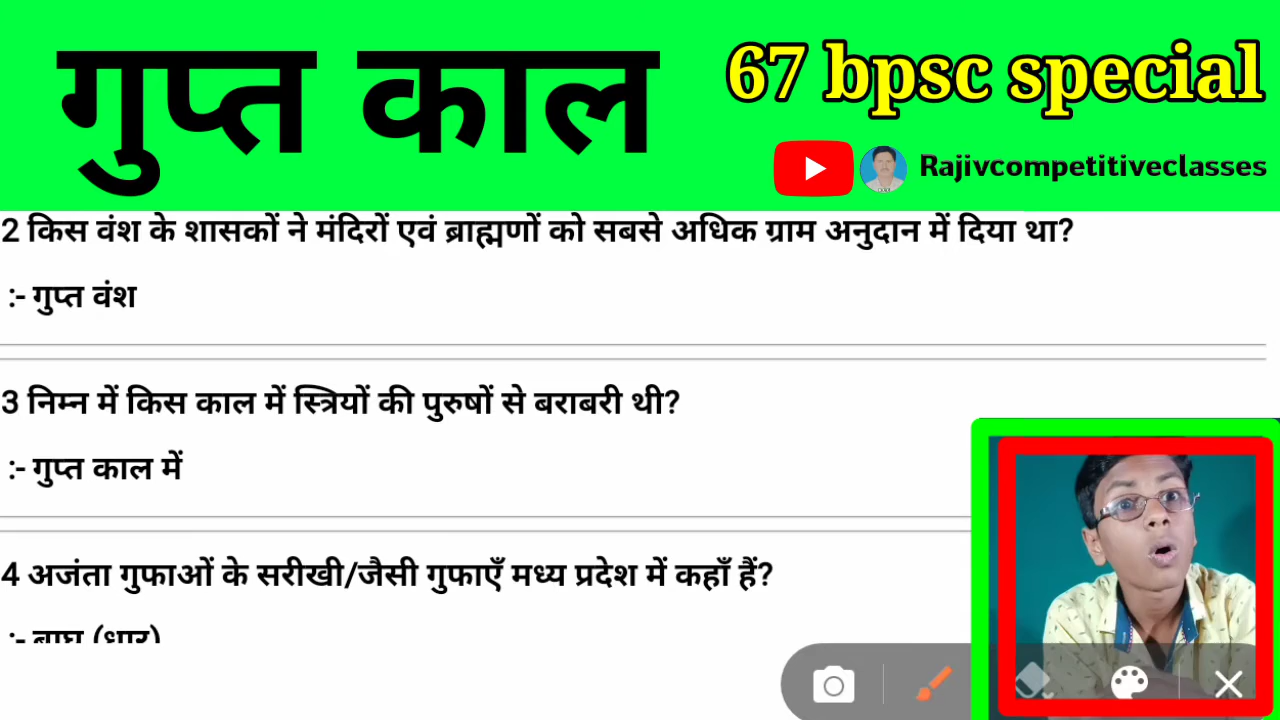 गुप्त काल
67 bpsc special
Rajivcompetitiveclasses
2 किस वंश के शासकों ने मंदिरों एवं ब्राह्मणों को सबसे अधिक ग्राम अनुदान में दिया था?
:- गुप्त वंश
3 निम्न में किस काल में स्त्रियों की पुरुषों से बराबरी थी?
:- गुप्त काल में
4 अजंता गुफाओं के सरीखी/जैसी गुफाएँ मध्य प्रदेश में कहाँ हैं?
:- बाघ (धार)